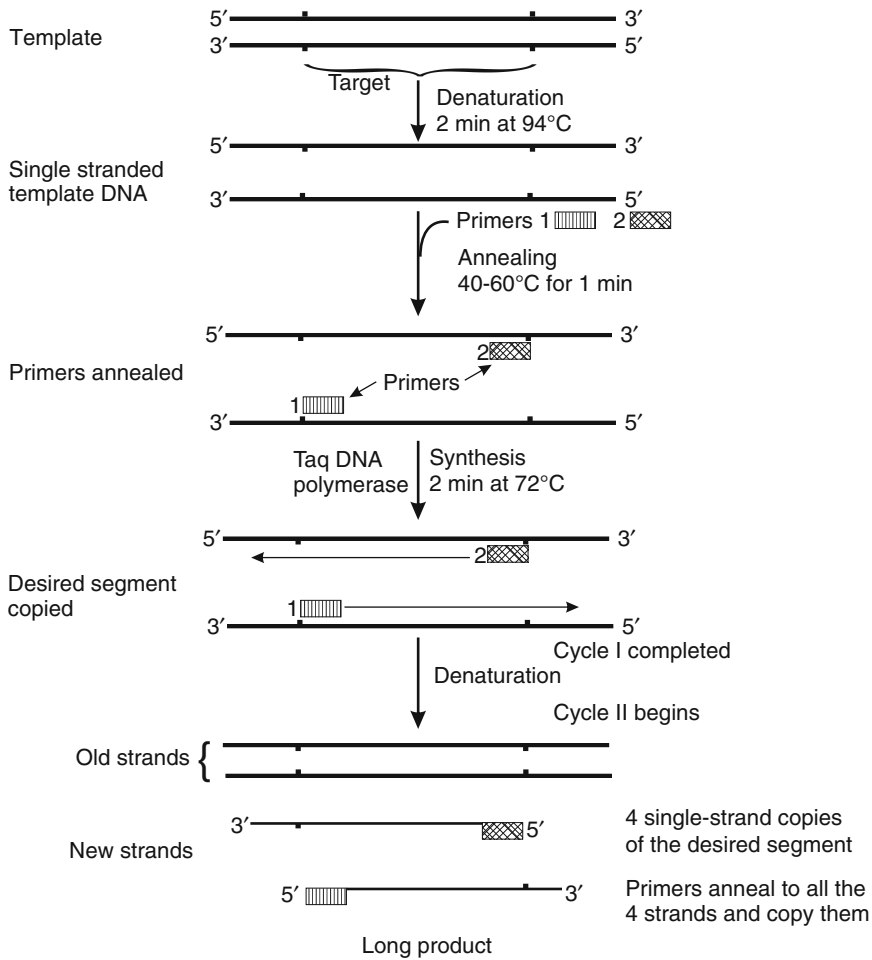 5′ 3′
Template
3′ 5′
Target
Denaturation
2 min at 94°C
5′ 3′
Single stranded
template DNA
3′ 5′
Primers 1 2
Annealing
40-60°C for 1 min
5′ 3′
2
Primers annealed
Primers
1
3′ 5′
Taq DNA
polymerase
Synthesis
2 min at 72°C
5′ 3′
2
Desired segment
copied
1
3′ 5′
Cycle I completed
Denaturation
Cycle II begins
Old strands {
3′ 5′
4 single-strand copies
of the desired segment
New strands
5′ 3′
Primers anneal to all the
4 strands and copy them
Long product